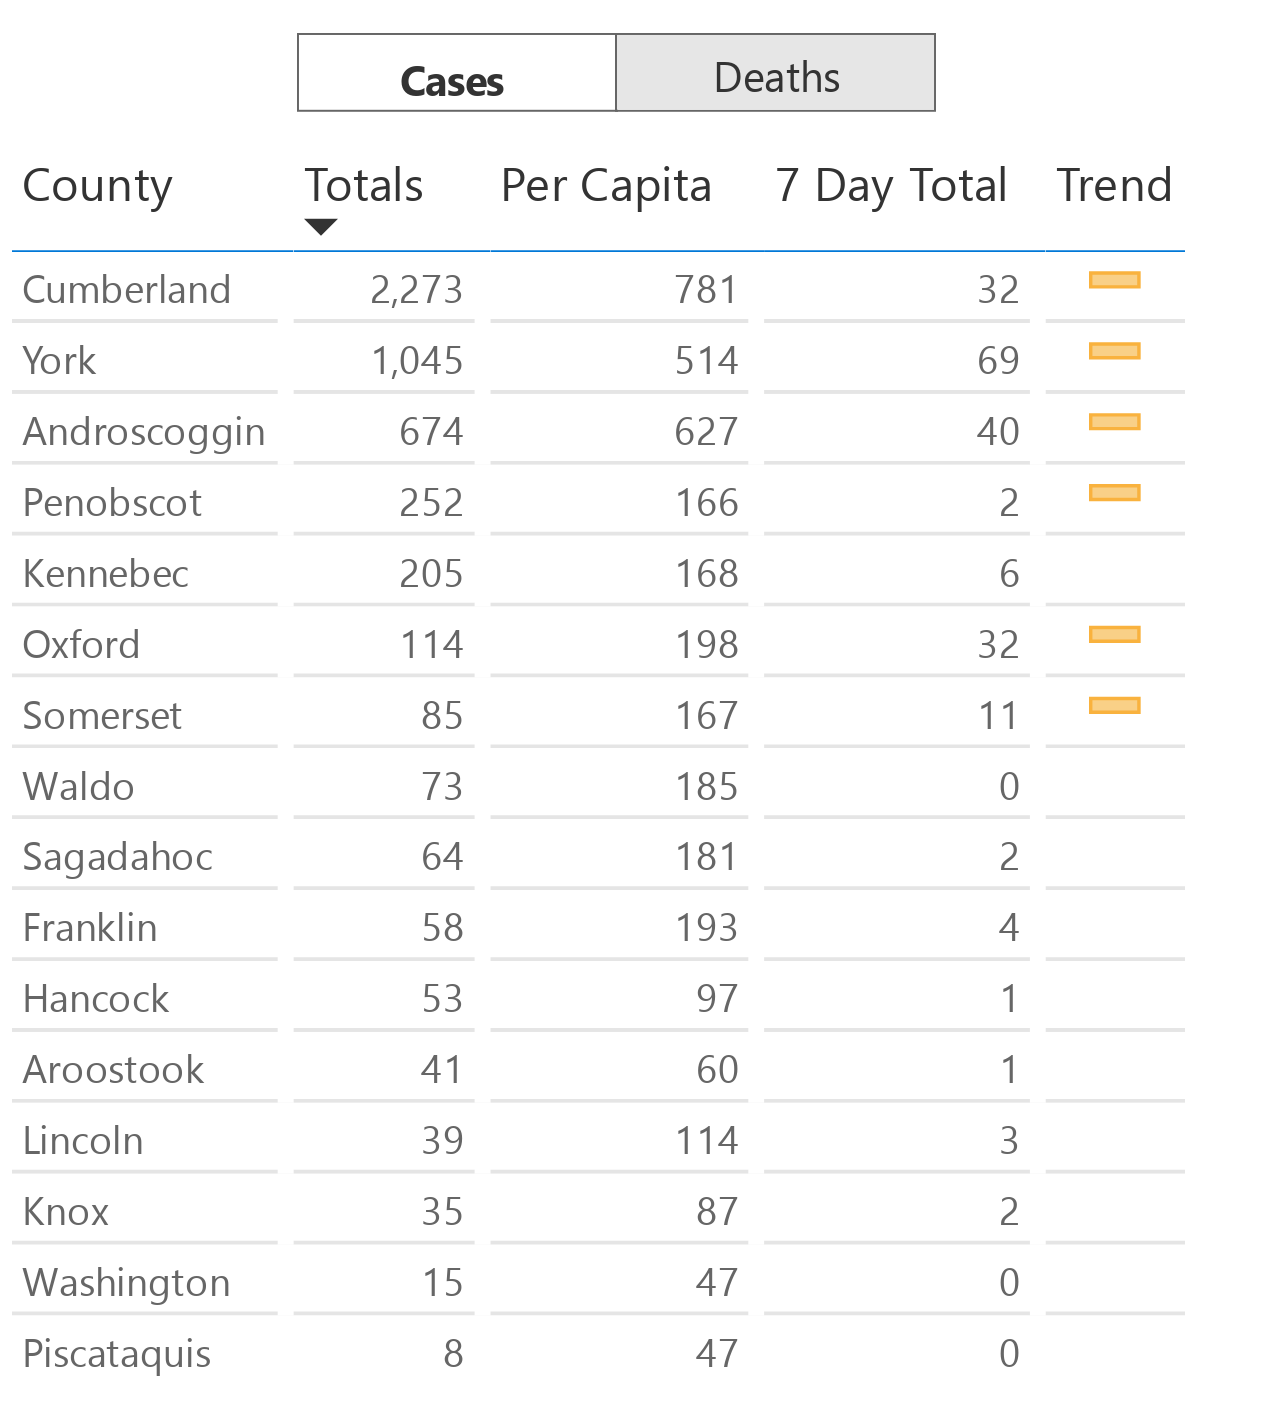 Cases Deaths
County Totals Per Capita 7 Day Total Trend
Cumberland 2,273 781 32
York 1,045 514 69
Androscoggin 674 627 40
Penobscot 252 166 2
Kennebec 205 168 6
Oxford 114 198 32
Somerset 85 167 11
Waldo 73 185 0
Sagadahoc 64 181 2
Franklin 58 193 4
Hancock 53 97 1
Aroostook 41 60 1
Lincoln 39 114 3
Knox 35 87 2
Washington 15 47 0
Piscataquis 8 47 0